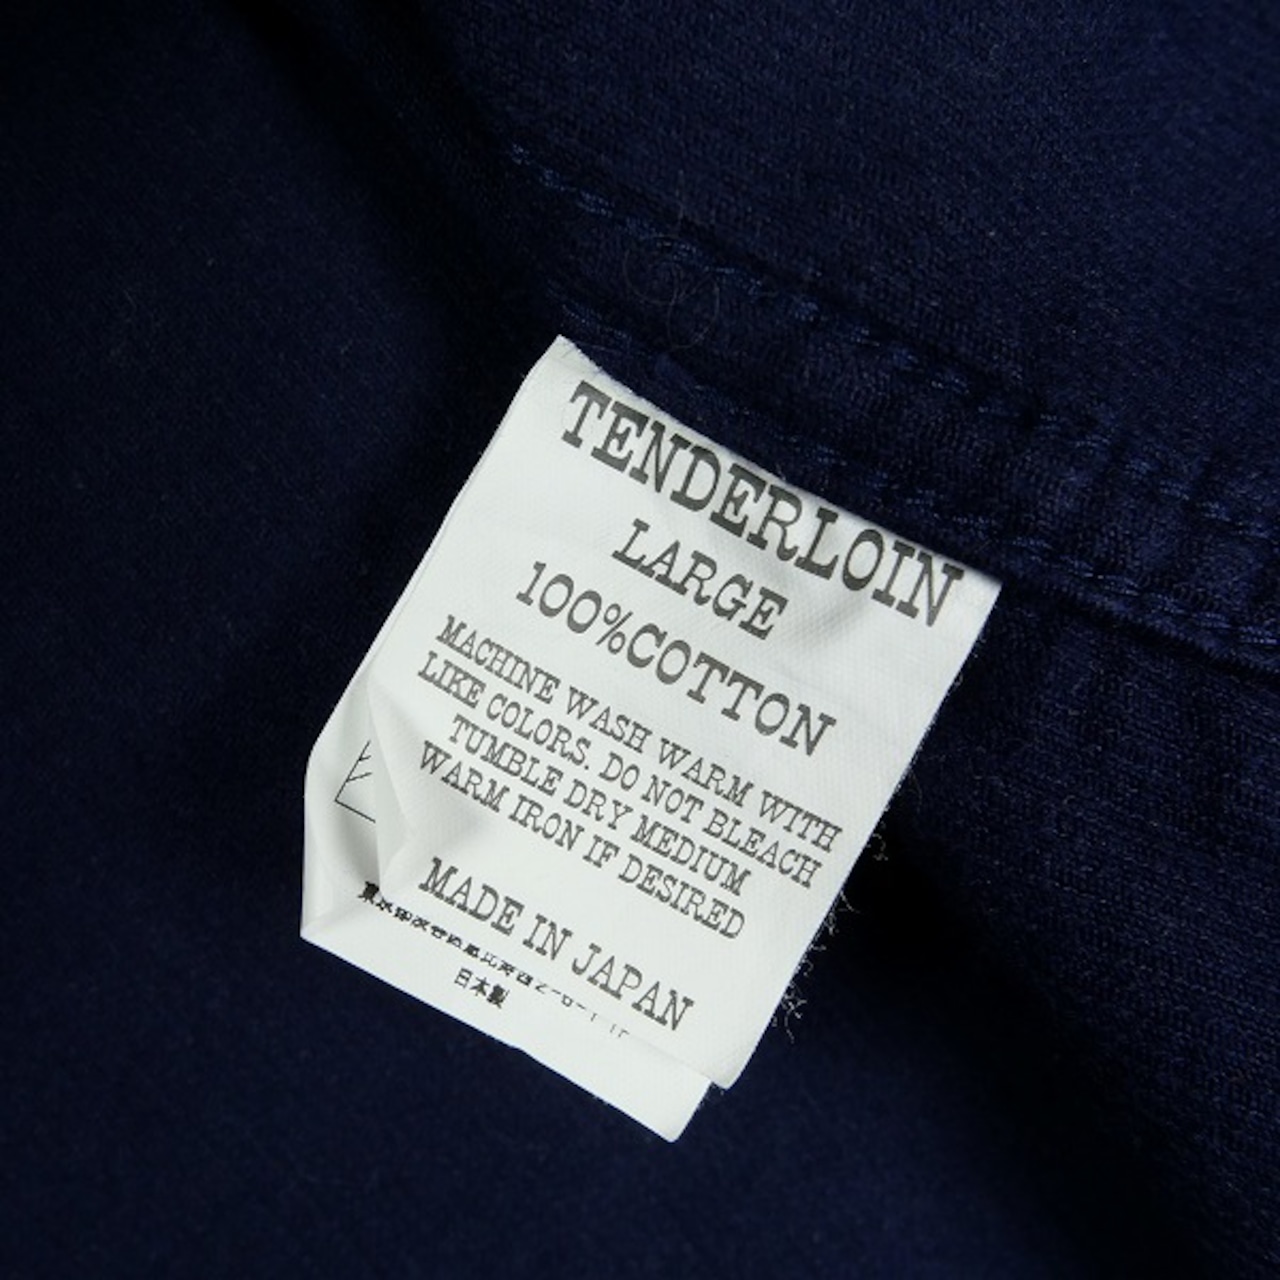 TENDERLOIN
LARGE
100%COTTON
MACHINE WASH WARM WITH
LIKE COLORS. DO NOT BLEACH
TUMBLE DRY MEDIUM
WARM IRON IF DESIRED
MADE IN JAPAN
日本製